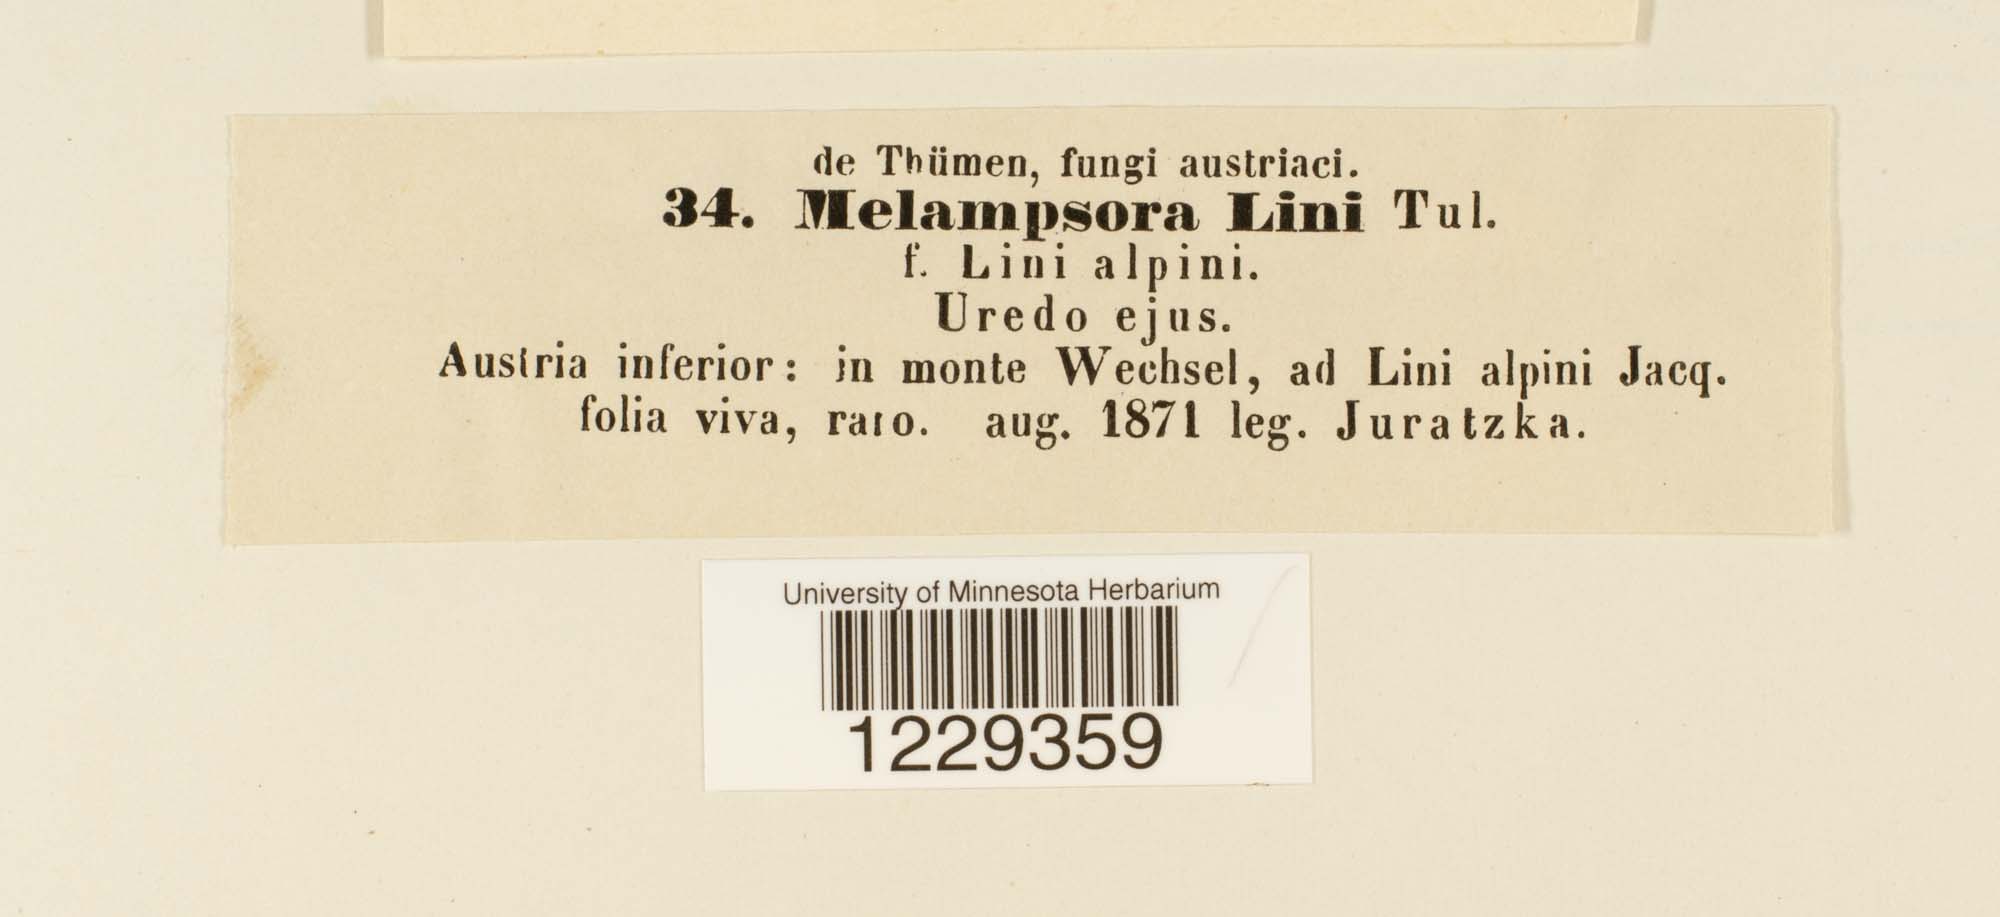 de Thümen, fungi austriaci.
34. Melampsora Lini Tul.
f. Lini alpini.
Uredo ejus.
Austria inferior: in monte Wechsel, ad Lini alpini Jacq.
folia viva, raro. aug. 1871 leg. Juratzka.
University of Minnesota Herbarium
1229359